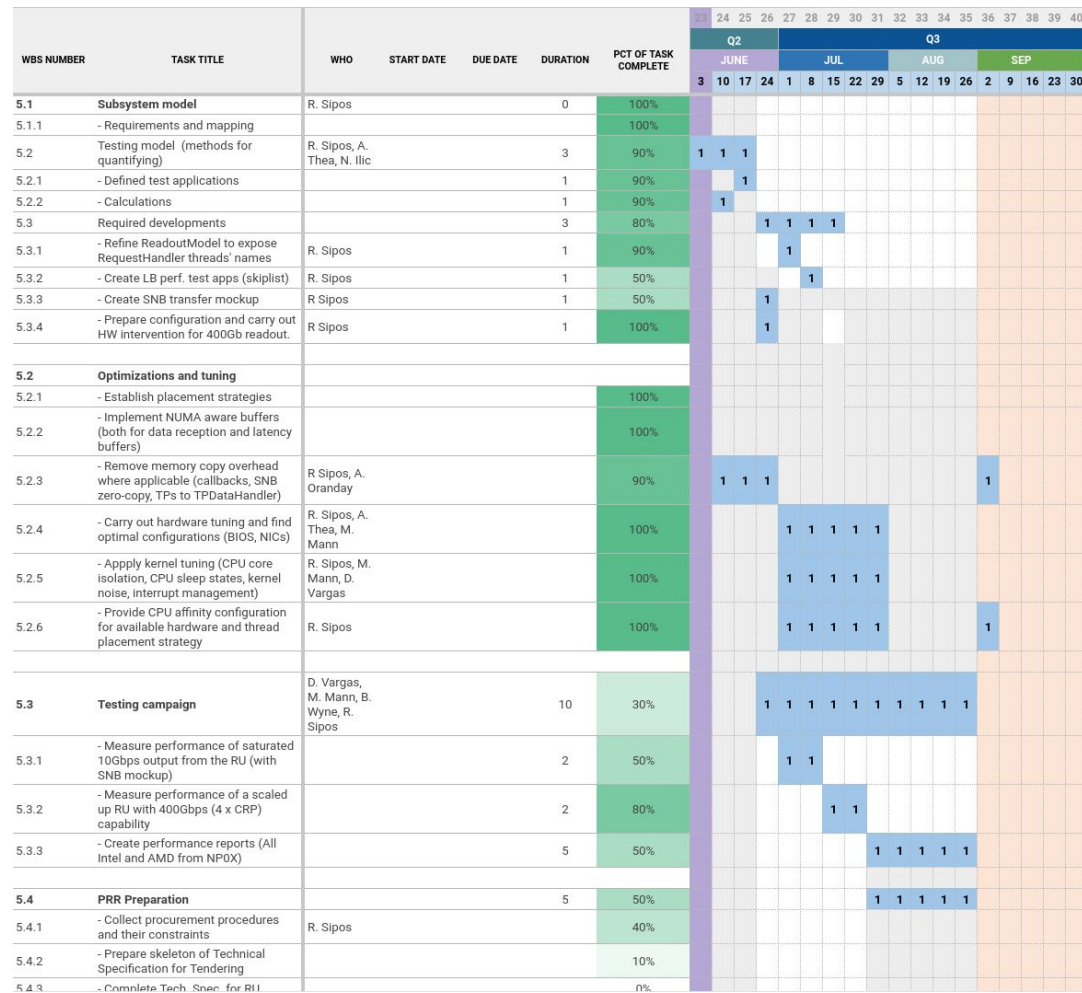 23 24 25 26 27 28 29 30 31 32 33 34 35 36 37 38 39 40
Q2 Q3
WBS NUMBER TASK TITLE WHO START DATE DUE DATE DURATION PCT OF TASK COMPLETE JUNE JUL AUG SEP
3 10 17 24 1 8 15 22 29 5 12 19 26 2 9 16 23 30
5.1 Subsystem model R. Sipos 0 100%
5.1.1 - Requirements and mapping 100%
5.2 Testing model (methods for
quantifying) R. Sipos, A.
Thea, N. Ilic 3 90% 1 1 1
5.2.1 - Defined test applications 1 90% 1
5.2.2 - Calculations 1 90% 1
5.3 Required developments 3 80% 1 1 1 1
5.3.1 - Refine ReadoutModel to expose
RequestHandler threads' names R. Sipos 1 90% 1
5.3.2 - Create LB perf. test apps (skiplist) R. Sipos 1 50% 1
5.3.3 - Create SNB transfer mockup R Sipos 1 50% 1
5.3.4 - Prepare configuration and carry out
HW intervention for 400Gb readout. R Sipos 1 100% 1
5.2 Optimizations and tuning
5.2.1 - Establish placement strategies 100%
5.2.2 - Implement NUMA aware buffers
(both for data reception and latency
buffers) 100%
5.2.3 - Remove memory copy overhead
where applicable (callbacks, SNB
zero-copy, TPs to TPDataHandler) R Sipos, A.
Oranday 90% 1 1 1 1
5.2.4 - Carry out hardware tuning and find
optimal configurations (BIOS, NICs) R. Sipos, A.
Thea, M.
Mann 100% 1 1 1 1 1
5.2.5 - Appply kernel tuning (CPU core
isolation, CPU sleep states, kernel
noise, interrupt management) R. Sipos, M.
Mann, D.
Vargas 100% 1 1 1 1 1
5.2.6 - Provide CPU affinity configuration
for available hardware and thread
placement strategy R. Sipos 100% 1 1 1 1 1 1
5.3 Testing campaign D. Vargas,
M. Mann, B.
Wyne, R.
Sipos 10 30% 1 1 1 1 1 1 1 1 1 1
5.3.1 - Measure performance of saturated
10Gbps output from the RU (with
SNB mockup) 2 50% 1 1
5.3.2 - Measure performance of a scaled
up RU with 400Gbps (4 x CRP)
capability 2 80% 1 1
5.3.3 - Create performance reports (All
Intel and AMD from NP0X) 5 50% 1 1 1 1 1
5.4 PRR Preparation 5 50% 1 1 1 1 1
5.4.1 - Collect procurement procedures
and their constraints R. Sipos 40%
5.4.2 - Prepare skeleton of Technical
Specification for Tendering 10%
5.4.3 - Complete Tech. Spec. for RU 0%